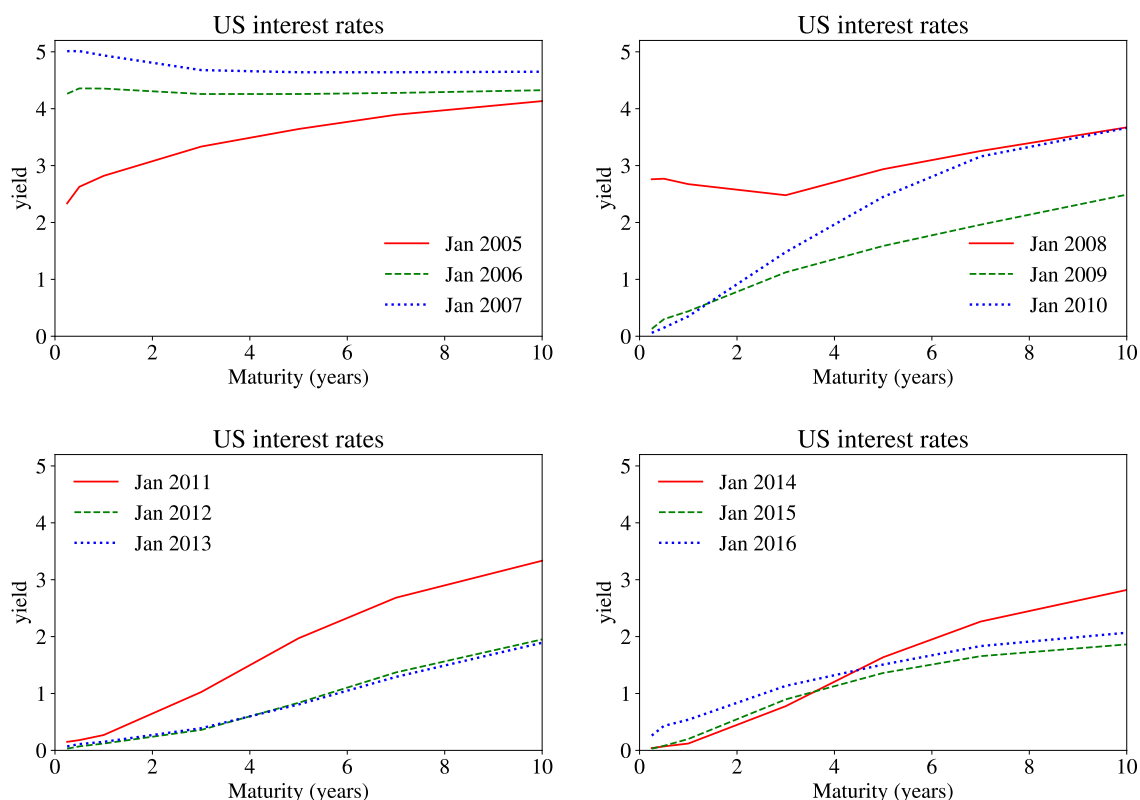 US interest rates
5
4
3
2
1
0
yield
Jan 2005
Jan 2006
Jan 2007
0 2 4 6 8 10
Maturity (years)
US interest rates
5
4
3
2
1
0
yield
Jan 2008
Jan 2009
Jan 2010
0 2 4 6 8 10
Maturity (years)
US interest rates
5
4
3
2
1
0
yield
Jan 2011
Jan 2012
Jan 2013
0 2 4 6 8 10
Maturity (years)
US interest rates
5
4
3
2
1
0
yield
Jan 2014
Jan 2015
Jan 2016
0 2 4 6 8 10
Maturity (years)